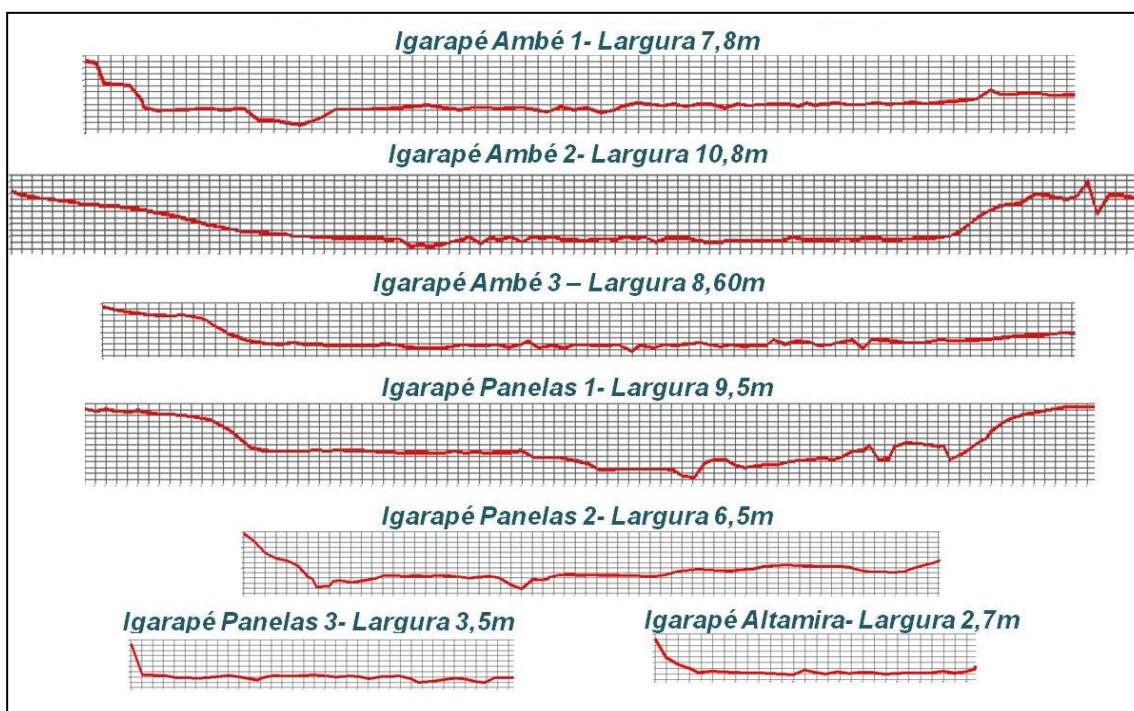 Igarapé Ambé 1- Largura 7,8m
Igarapé Ambé 2- Largura 10,8m
Igarapé Ambé 3 – Largura 8,60m
Igarapé Panelas 1- Largura 9,5m
Igarapé Panelas 2- Largura 6,5m
Igarapé Panelas 3- Largura 3,5m
Igarapé Altamira- Largura 2,7m